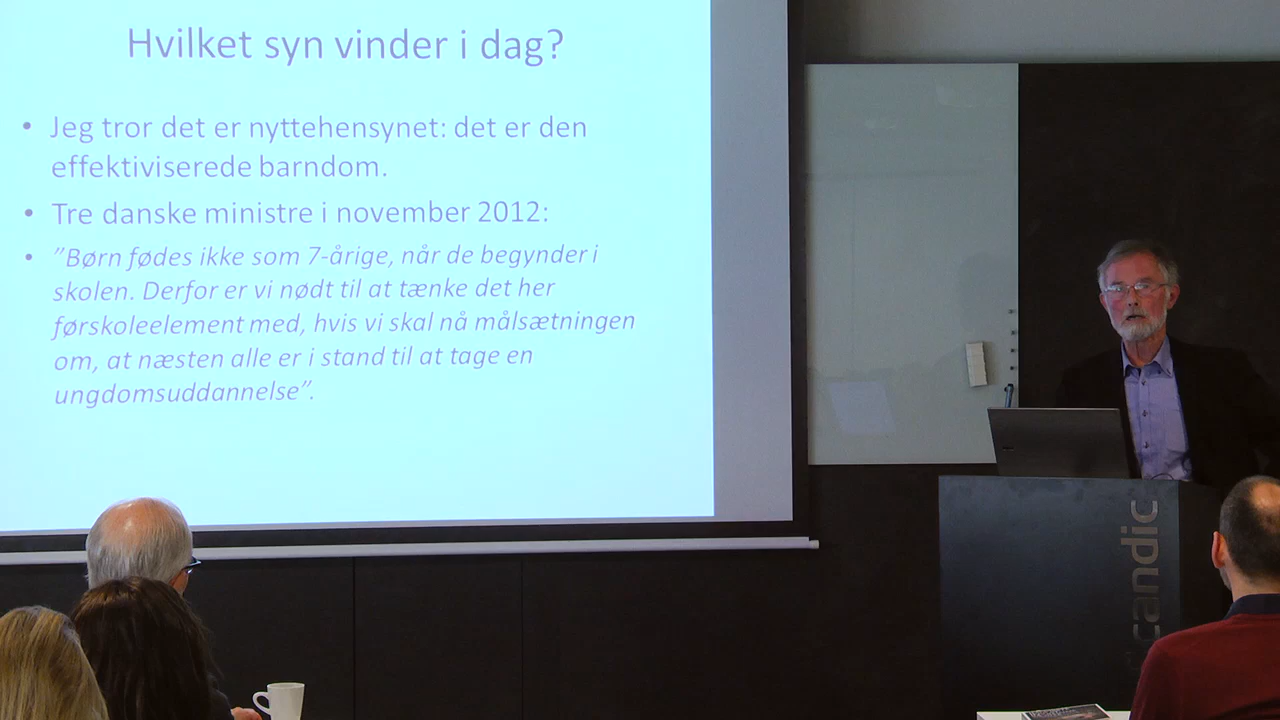 Hvilket syn vinder i dag?
• Jeg tror det er nyttehensynet: det er den
effektiviserede barndom.
• Tre danske ministre i november 2012:
• ”Børn fødes ikke som 7-årige, når de begynder i
skolen. Derfor er vi nødt til at tænke det her
førskoleelement med, hvis vi skal nå målsætningen
om, at næsten alle er i stand til at tage en
ungdomsuddannelse”.
Scandic